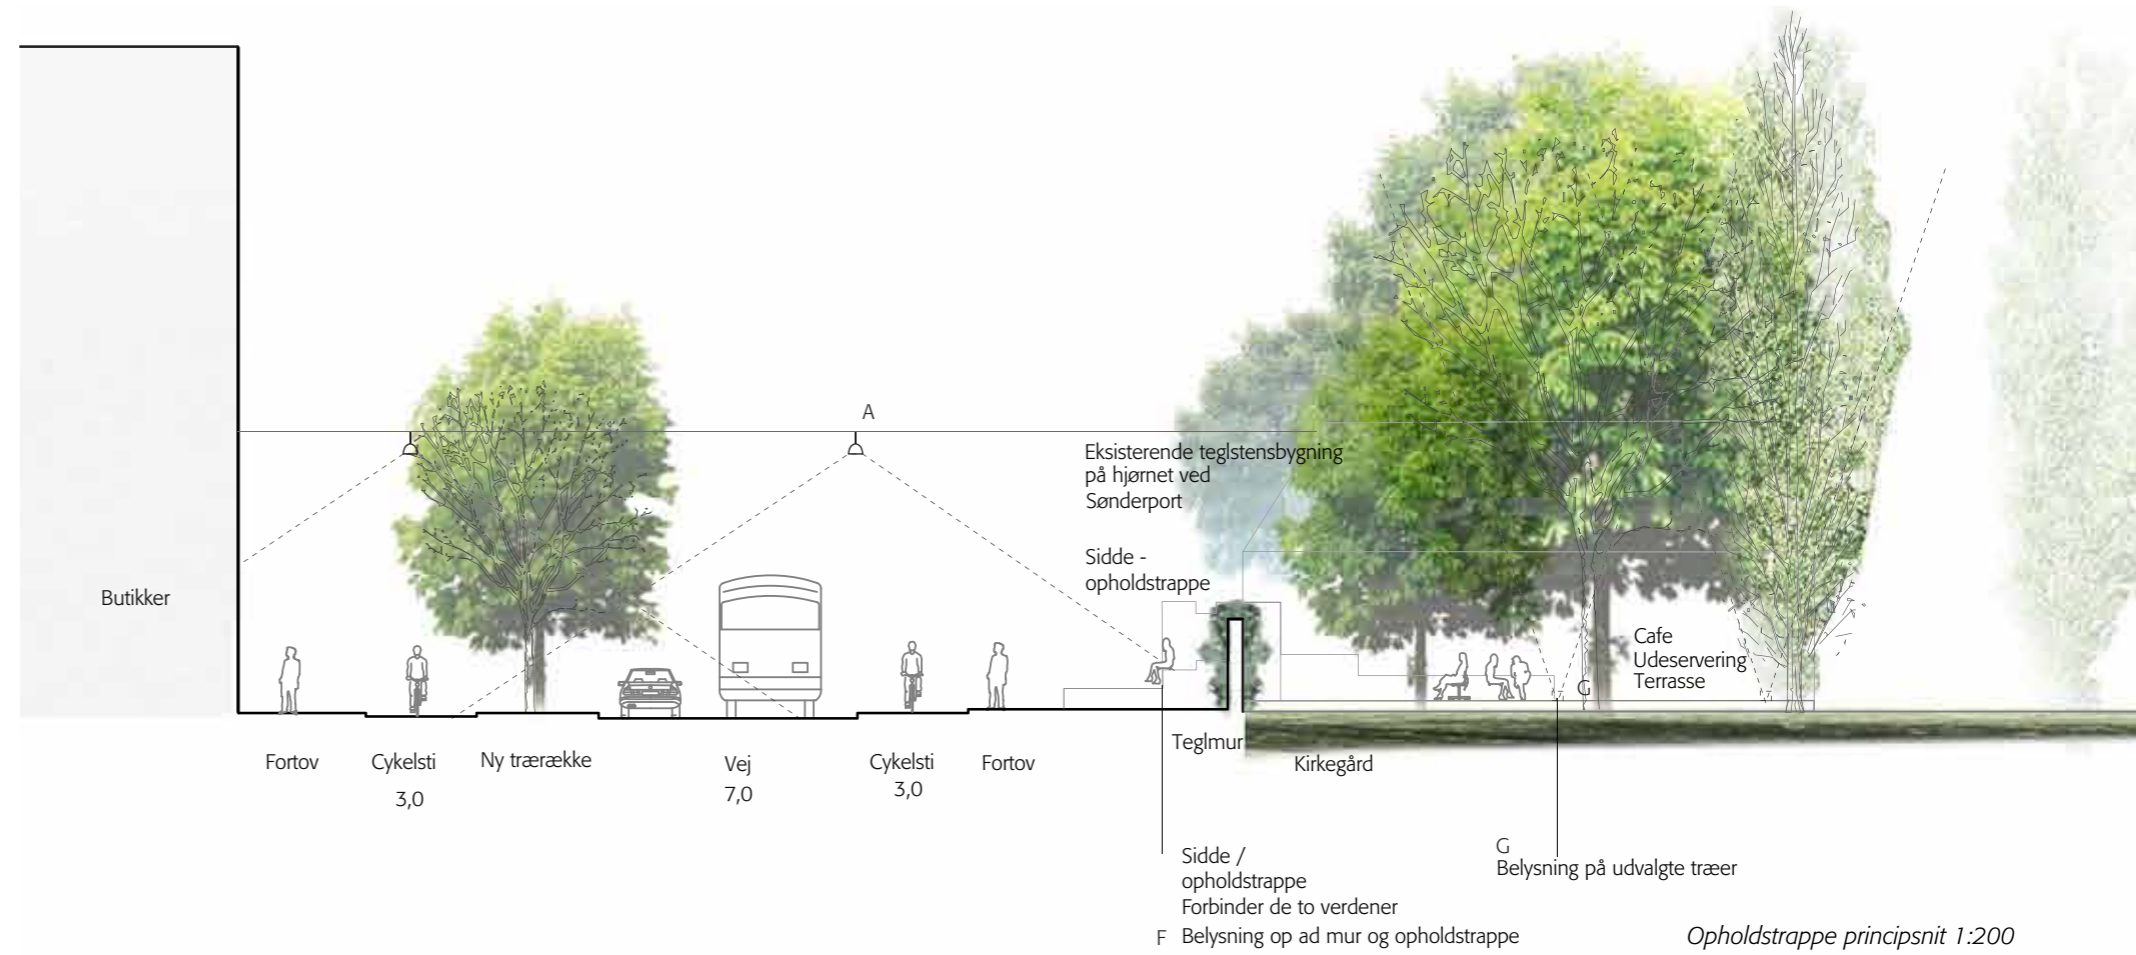 A
Eksisterende teglstensbygning
på hjørnet ved
Sønderport
Sidde -
opholdstrappe
Butikker
Cafe
Udeservering
Terrasse
G
Fortov
Cykelsti
3,0
Ny trærække
Vej
7,0
Cykelsti
3,0
Fortov
Teglmur
Kirkegård
Sidde /
opholdstrappe
Forbinder de to verdener
F Belysning op ad mur og opholdstrappe
G
Belysning på udvalgte træer
Opholdstrappe principsnit 1:200